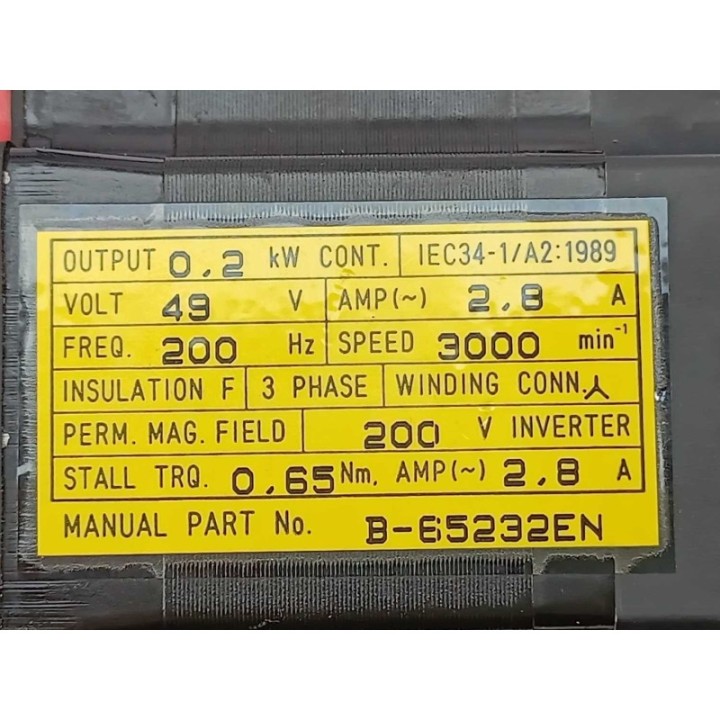 OUTPUT 0.2 kW CONT. IEC34-1/A2:1989
VOLT 49 V AMP(~) 2.8 A
FREQ. 200 Hz SPEED 3000 min⁻¹
INSULATION F 3 PHASE WINDING CONN.
PERM. MAG. FIELD 200 V INVERTER
STALL TRQ. 0.65 Nm, AMP(~) 2.8 A
MANUAL PART No. B-65232EN